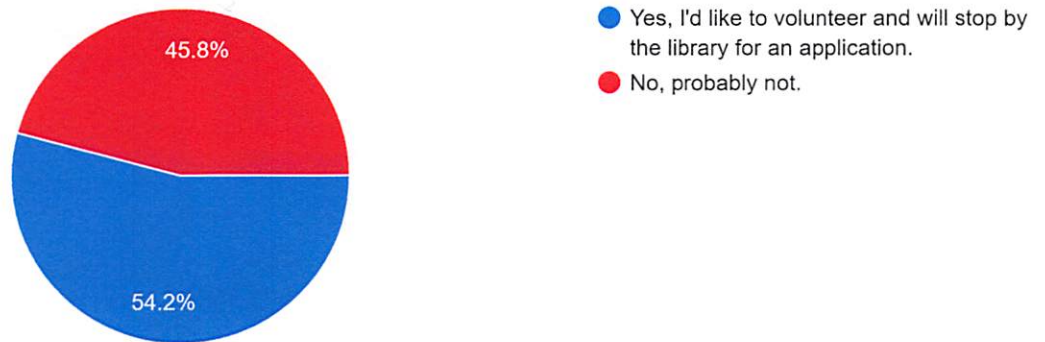 45.8%
54.2%
Yes, I'd like to volunteer and will stop by
the library for an application.
No, probably not.